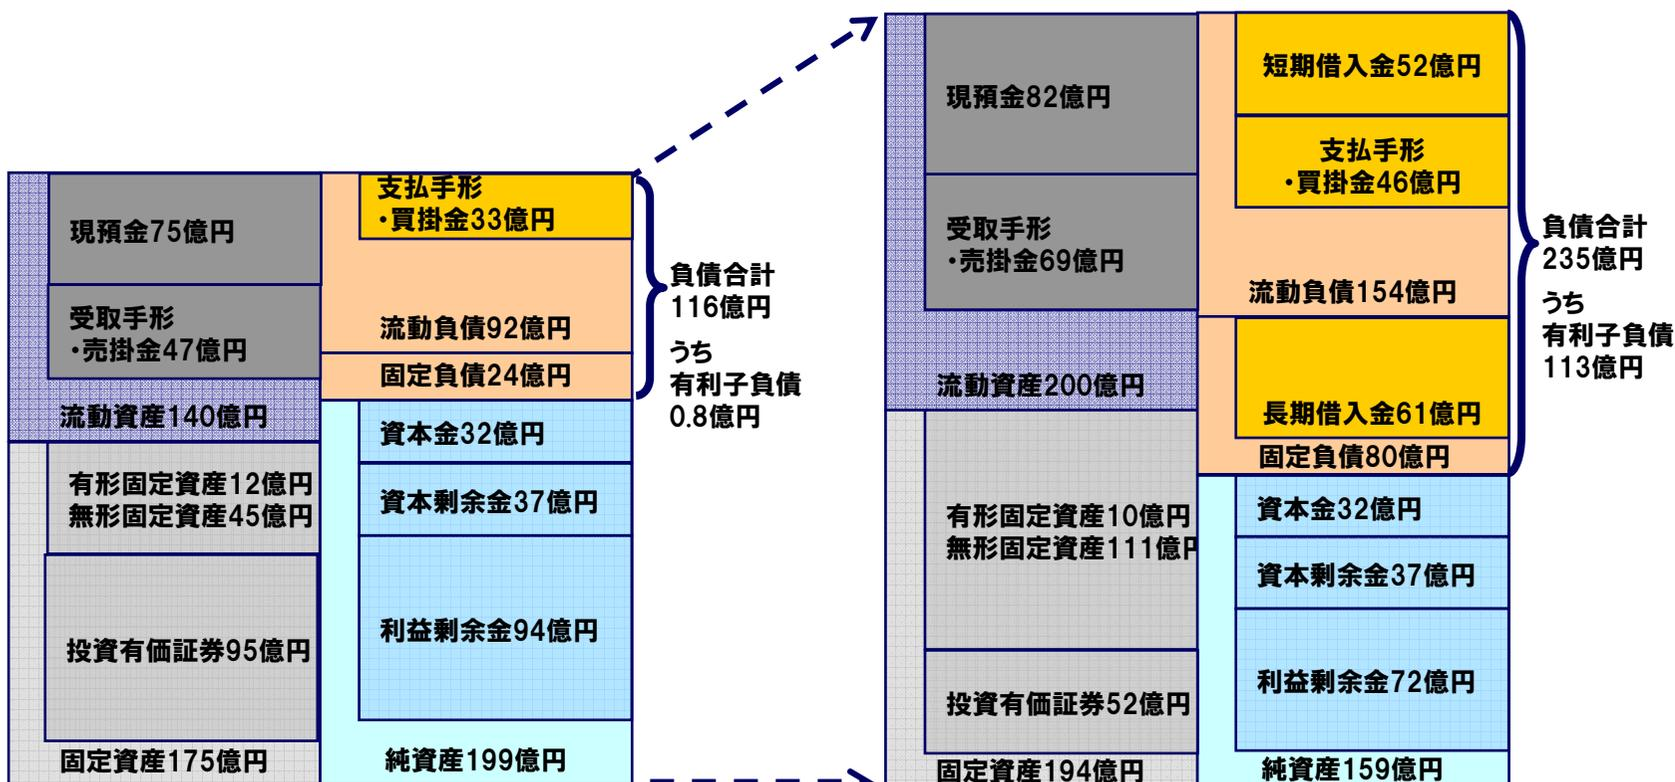 現預金75億円
受取手形
・売掛金47億円
流動資産140億円
有形固定資産12億円
無形固定資産45億円
投資有価証券95億円
固定資産175億円
支払手形
・買掛金33億円
流動負債92億円
固定負債24億円
資本金32億円
資本剰余金37億円
利益剰余金94億円
純資産199億円
負債合計
116億円
うち
有利子負債
0.8億円
現預金82億円
受取手形
・売掛金69億円
流動資産200億円
有形固定資産10億円
無形固定資産111億円
投資有価証券52億円
固定資産194億円
短期借入金52億円
支払手形
・買掛金46億円
流動負債154億円
長期借入金61億円
固定負債80億円
資本金32億円
資本剰余金37億円
利益剰余金72億円
純資産159億円
負債合計
235億円
うち
有利子負債
113億円